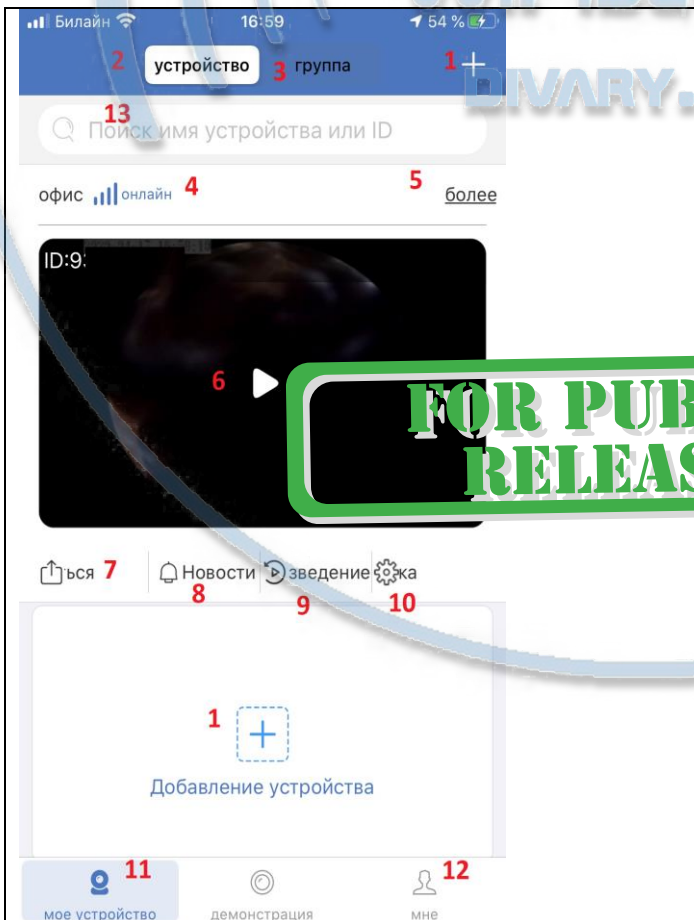 Билайн 16:59 54 %
2 устройство 3 группа 1
DIVARY.
13
Поиск имя устройства или ID
офис онлайн 4 5 более
ID:9
6
FOR PUB
RELEAS
ься 7 Новости зведение ка
8 9 10
1
Добавление устройства
11 12
мое устройство демонстрация мне